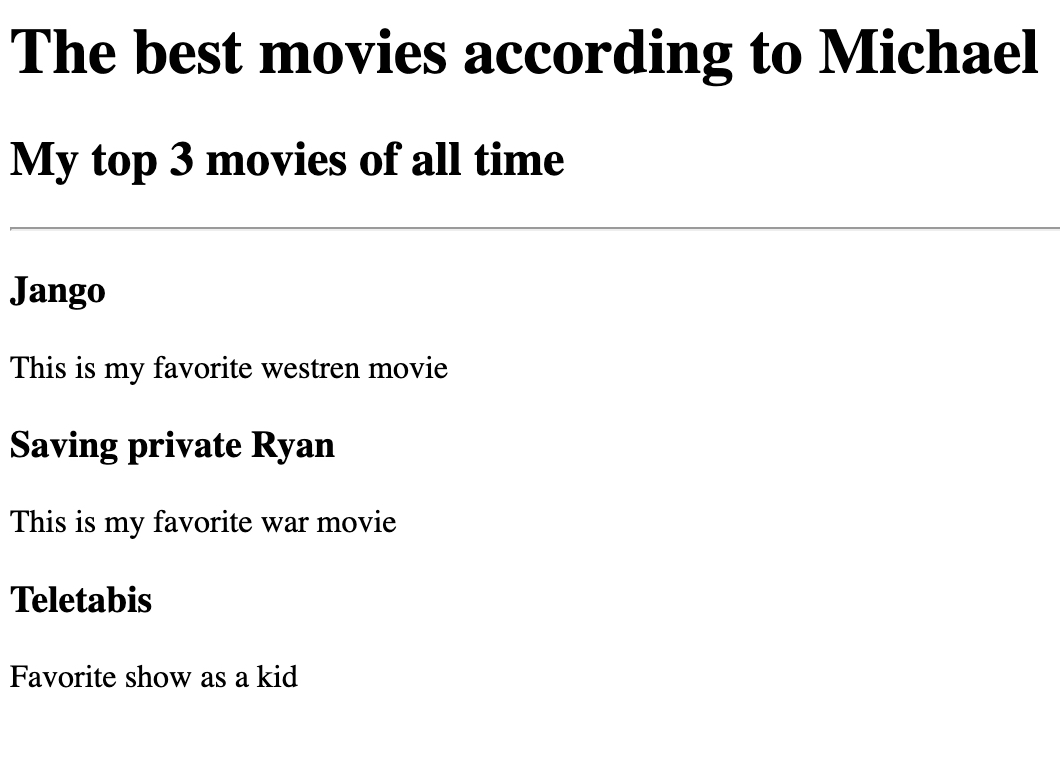 The best movies according to Michael
My top 3 movies of all time
Jango
This is my favorite westren movie
Saving private Ryan
This is my favorite war movie
Teletabis
Favorite show as a kid